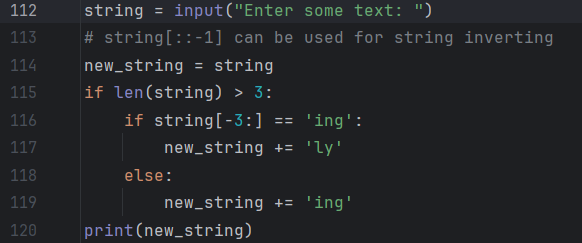 112 string = input("Enter some text: ")
113 # string[::-1] can be used for string inverting
114 new_string = string
115 if len(string) > 3:
116     if string[-3:] == 'ing':
117         new_string += 'ly'
118     else:
119         new_string += 'ing'
120 print(new_string)